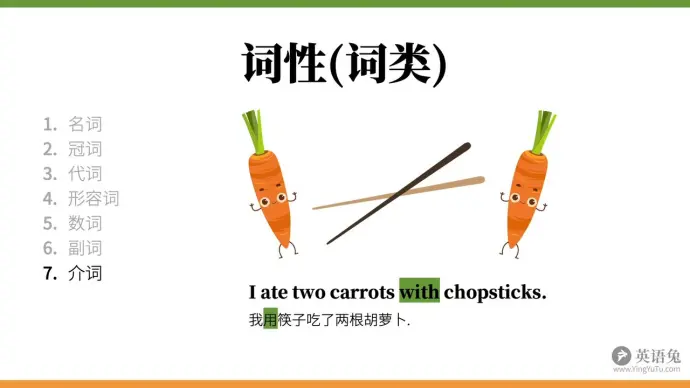 词性(词类)
1. 名词
2. 冠词
3. 代词
4. 形容词
5. 数词
6. 副词
7. 介词
I ate two carrots with chopsticks.
我用筷子吃了两根胡萝卜.
英语兔
www.YingYuTu.com